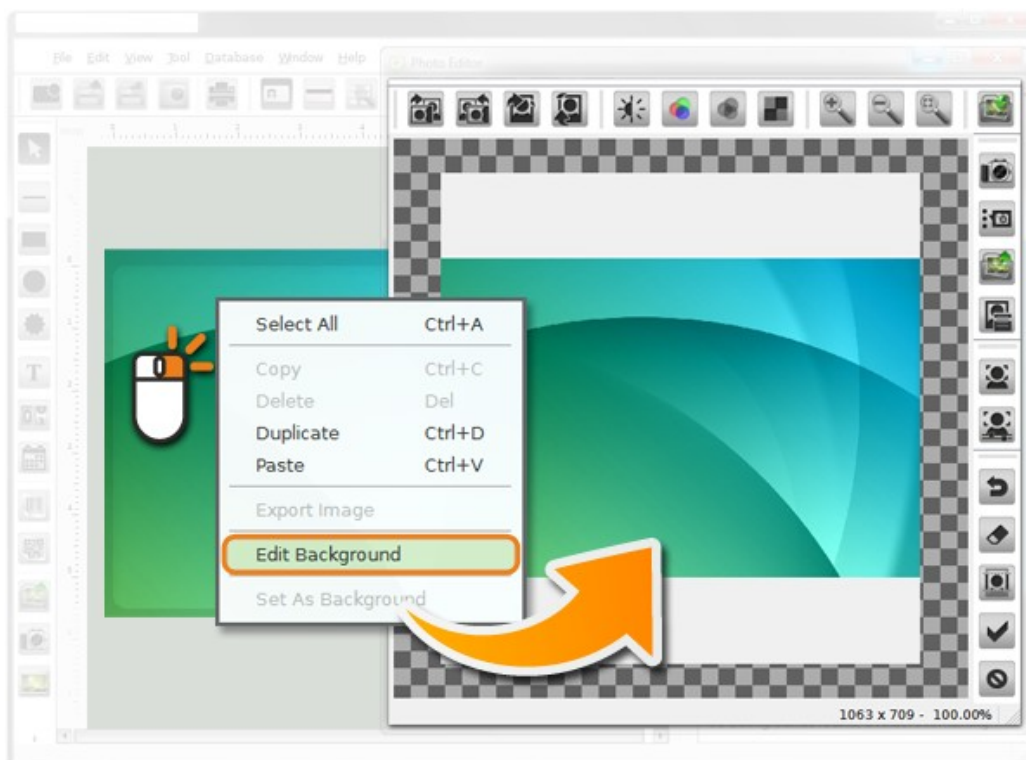 File Edit View Tool Database Window Help
Photo Editor
Select All Ctrl+A
Copy Ctrl+C
Delete Del
Duplicate Ctrl+D
Paste Ctrl+V
Export Image
Edit Background
Set As Background
T
1063 x 709 - 100.00%